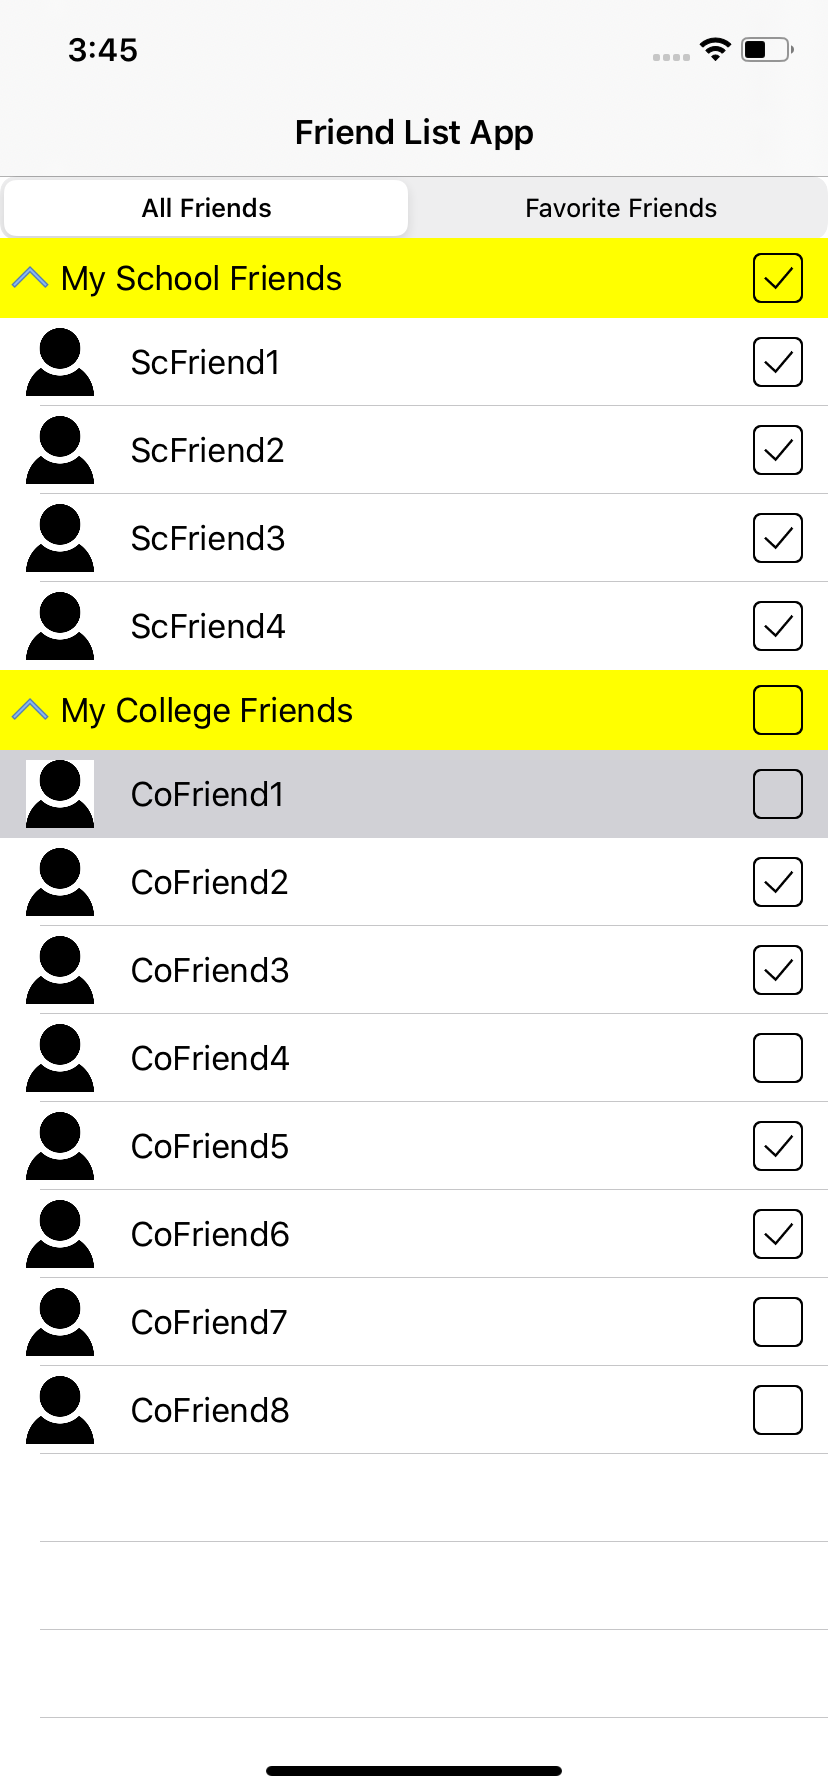 3:45
Friend List App
All Friends Favorite Friends
My School Friends
ScFriend1
ScFriend2
ScFriend3
ScFriend4
My College Friends
CoFriend1
CoFriend2
CoFriend3
CoFriend4
CoFriend5
CoFriend6
CoFriend7
CoFriend8